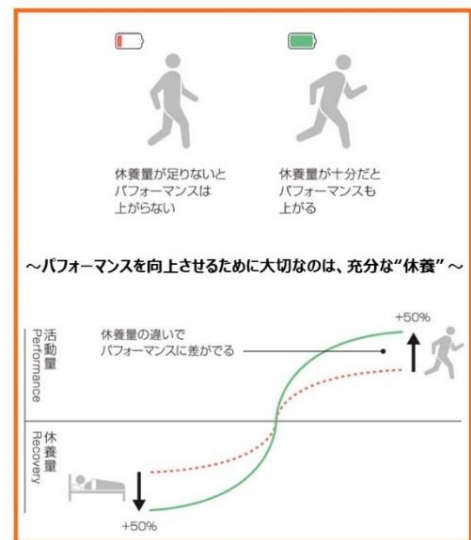 休養量が足りないと
パフォーマンスは
上がらない
休養量が十分だと
パフォーマンスも
上がる
～パフォーマンスを向上させるために大切なのは、充分な“休養”～
活動量
Performance
休養量の違いで
パフォーマンスに差がでる
+50%
休養量
Recovery
+50%